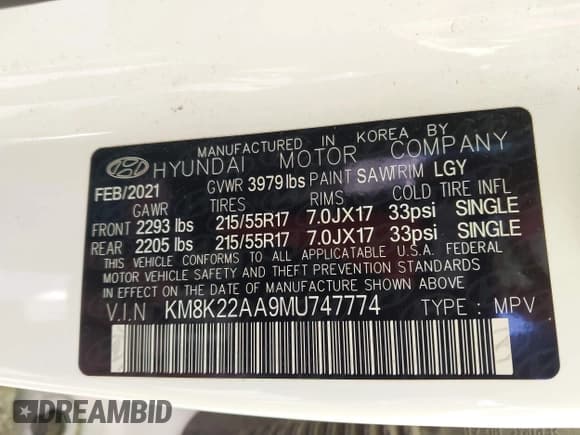 MANUFACTURED IN KOREA BY
HYUNDAI MOTOR COMPANY
FEB/2021 GVWR 3979 lbs PAINT SAW TRIM LGY
GAWR TIRES RIMS COLD TIRE INFL
FRONT 2293 lbs 215/55R17 7.0JX17 33psi SINGLE
REAR 2205 lbs 215/55R17 7.0JX17 33psi SINGLE
THIS VEHICLE CONFORMS TO ALL APPLICATABLE U.S.A. FEDERAL
MOTOR VEHICLE SAFETY AND THEFT PREVENTION STANDARDS
IN EFFECT ON THE DATE OF MANUFACTURE SHOWN ABOVE.
V.I.N KM8K22AA9MU747774 TYPE : MPV
DREAMBID